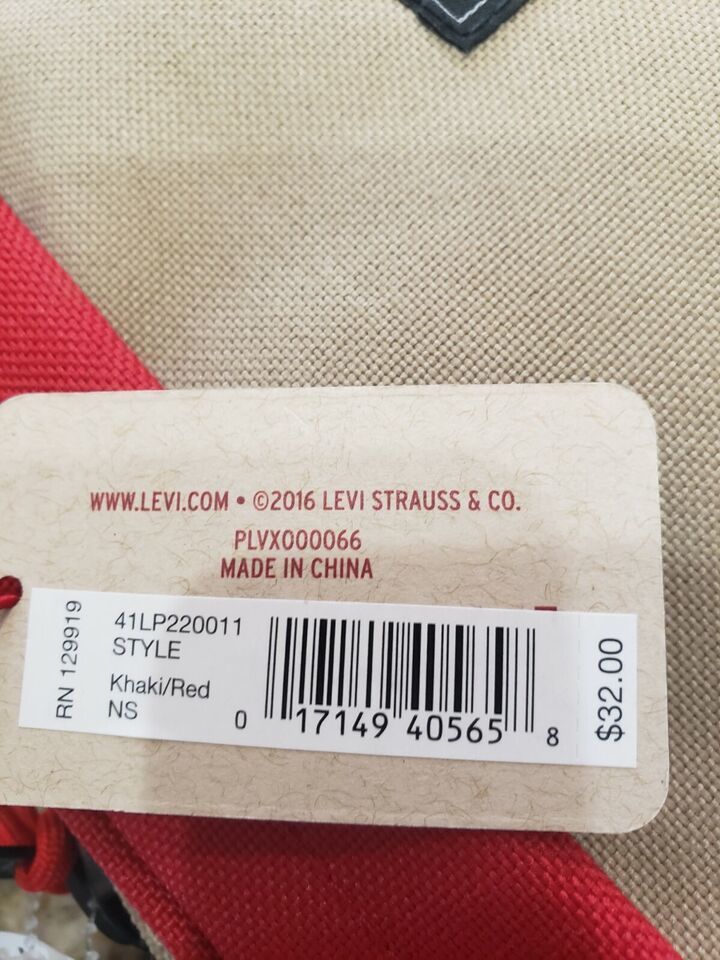 WWW.LEVI.COM • ©2016 LEVI STRAUSS & CO.
PLVX000066
MADE IN CHINA
RN 129919
41LP220011
STYLE
Khaki/Red
NS
0 17149 40565 8
$32.00